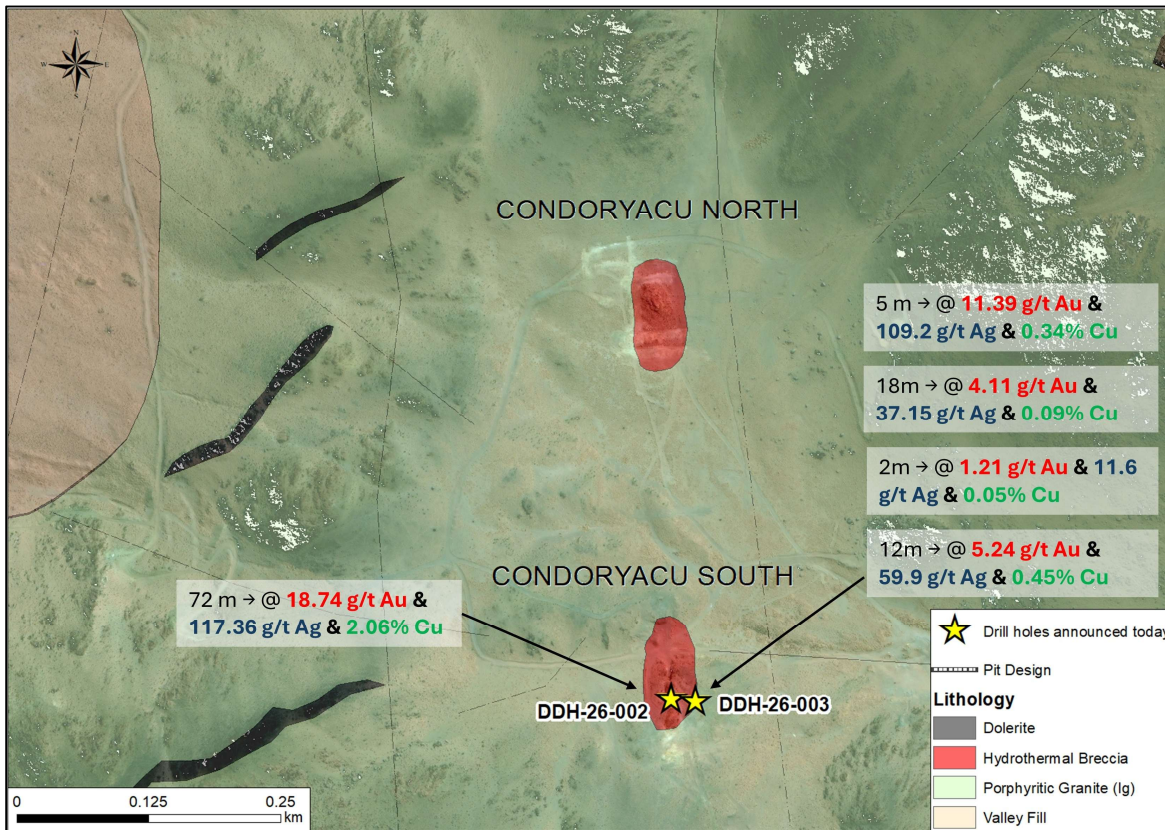 N
W
E
S
CONDORYACU NORTH
5 m → @ 11.39 g/t Au &
109.2 g/t Ag & 0.34% Cu
18m → @ 4.11 g/t Au &
37.15 g/t Ag & 0.09% Cu
2m → @ 1.21 g/t Au & 11.6
g/t Ag & 0.05% Cu
12m → @ 5.24 g/t Au &
59.9 g/t Ag & 0.45% Cu
CONDORYACU SOUTH
72 m → @ 18.74 g/t Au &
117.36 g/t Ag & 2.06% Cu
DDH-26-002
DDH-26-003
Drill holes announced today
Pit Design
Lithology
Dolerite
Hydrothermal Breccia
Porphyritic Granite (Ig)
Valley Fill
0 0.125 0.25
km